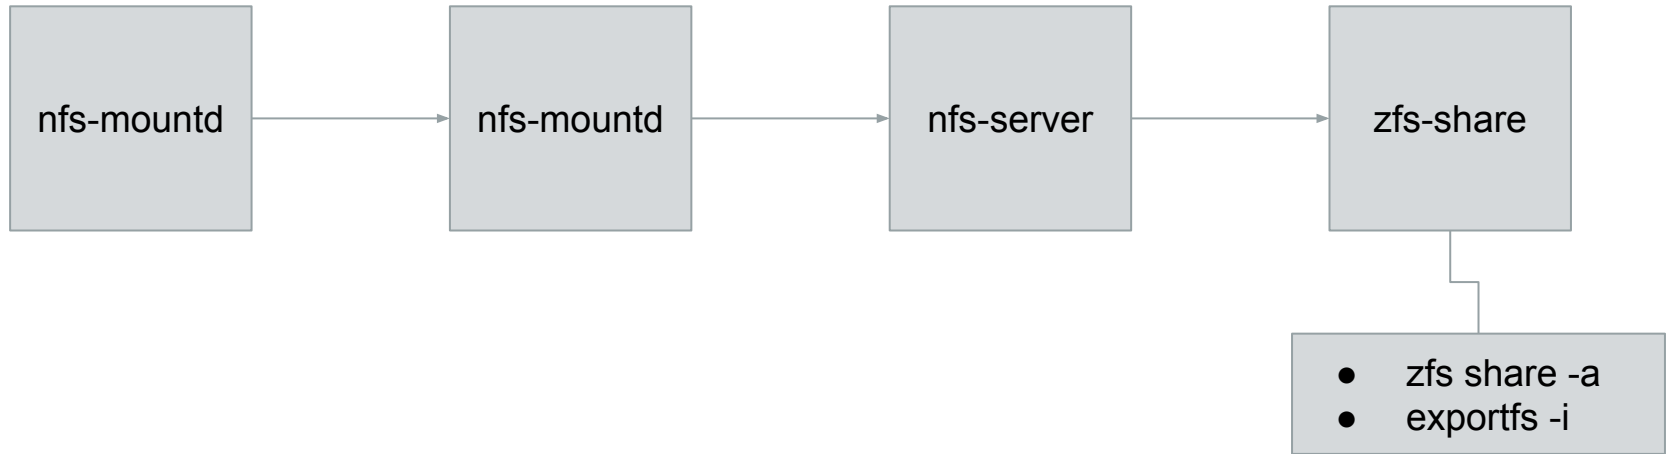 nfs-mountd
nfs-mountd
nfs-server
zfs-share
● zfs share -a
● exportfs -i